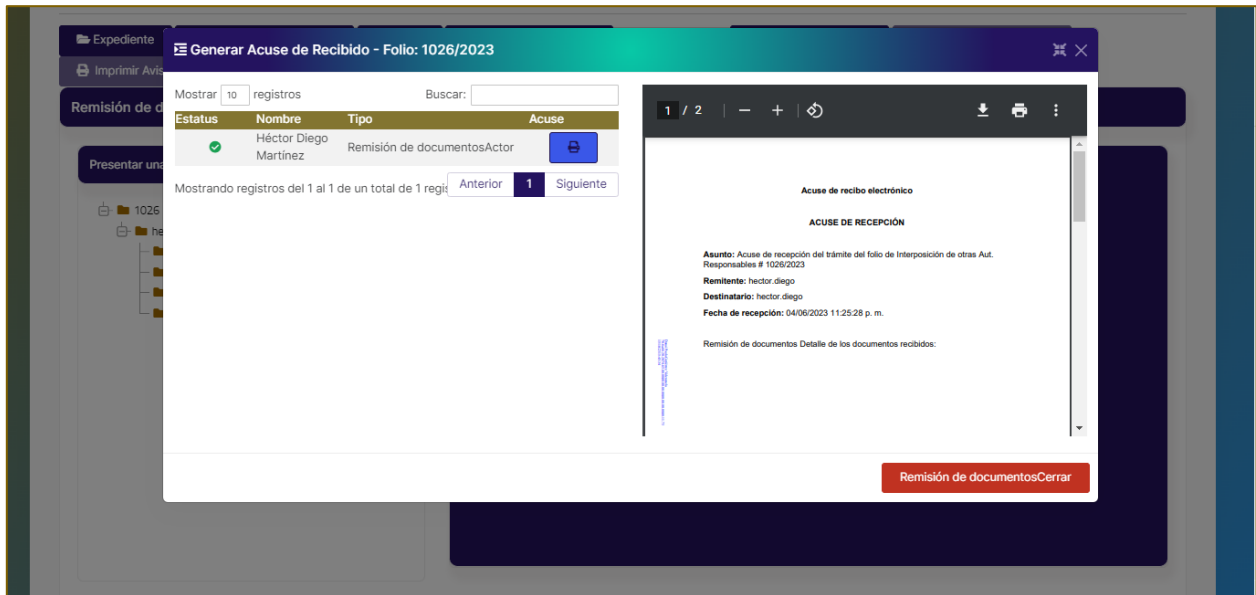 Expediente
Imprimir Avis
Remisión de d
Presentar una
1026
he
Generar Acuse de Recibido - Folio: 1026/2023
Mostrar 10 registros Buscar:
Estatus Nombre Tipo Acuse
Héctor Diego
Martínez
Remisión de documentosActor
Mostrando registros del 1 al 1 de un total de 1 regis
Anterior 1 Siguiente
1 / 2
Acuse de recibo electrónico
ACUSE DE RECEPCIÓN
Asunto: Acuse de recepción del trámite del folio de Interposición de otras Aut.
Responsables # 1026/2023
Remitente: hector.diego
Destinatario: hector.diego
Fecha de recepción: 04/06/2023 11:25:28 p. m.
Remisión de documentos Detalle de los documentos recibidos:
Remisión de documentosCerrar